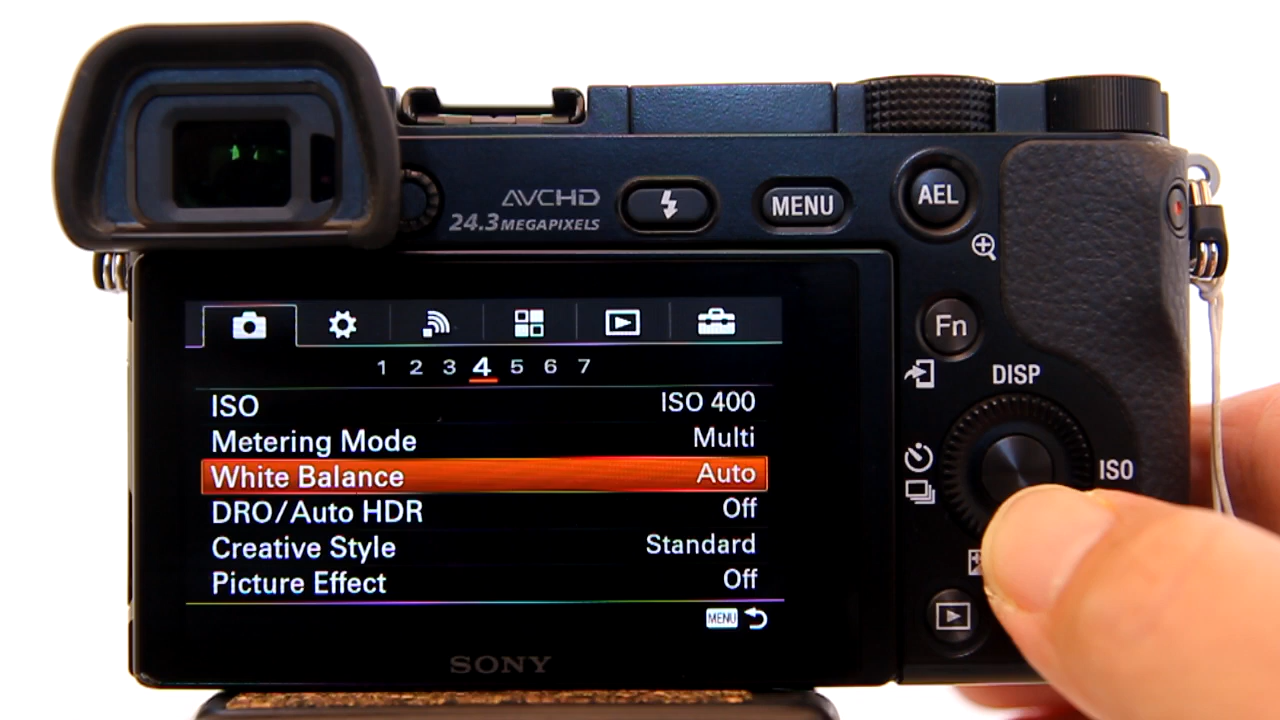 AVCHD
24.3 MEGAPIXELS
MENU
AEL
Fn
DISP
ISO
1 2 3 4 5 6 7
ISO ISO 400
Metering Mode Multi
White Balance Auto
DRO/Auto HDR Off
Creative Style Standard
Picture Effect Off
MENU
SONY